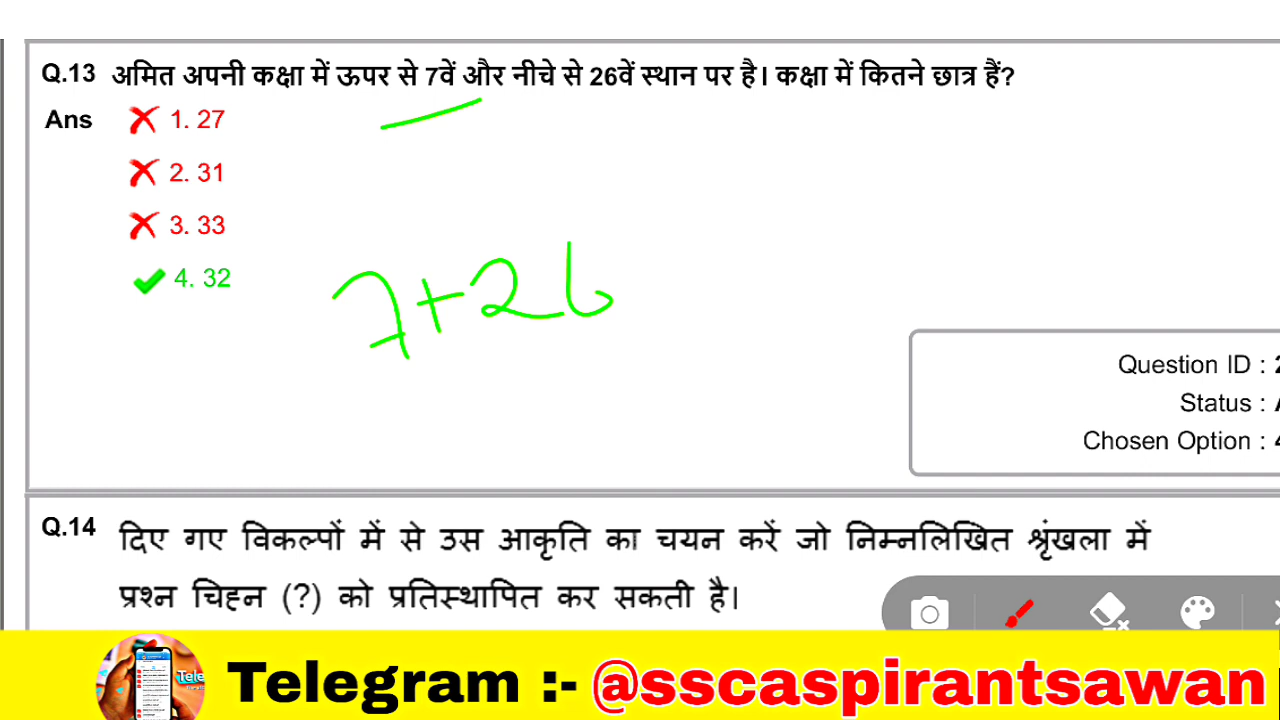 Q.13 अमित अपनी कक्षा में ऊपर से 7वें और नीचे से 26वें स्थान पर है। कक्षा में कितने छात्र हैं?
Ans 1. 27
2. 31
3. 33
4. 32
7+26
Question ID : 2
Status :
Chosen Option : 4
Q.14 दिए गए विकल्पों में से उस आकृति का चयन करें जो निम्नलिखित श्रृंखला में
प्रश्न चिह्न (?) को प्रतिस्थापित कर सकती है।
Telegram :- @sscaspirantsawan